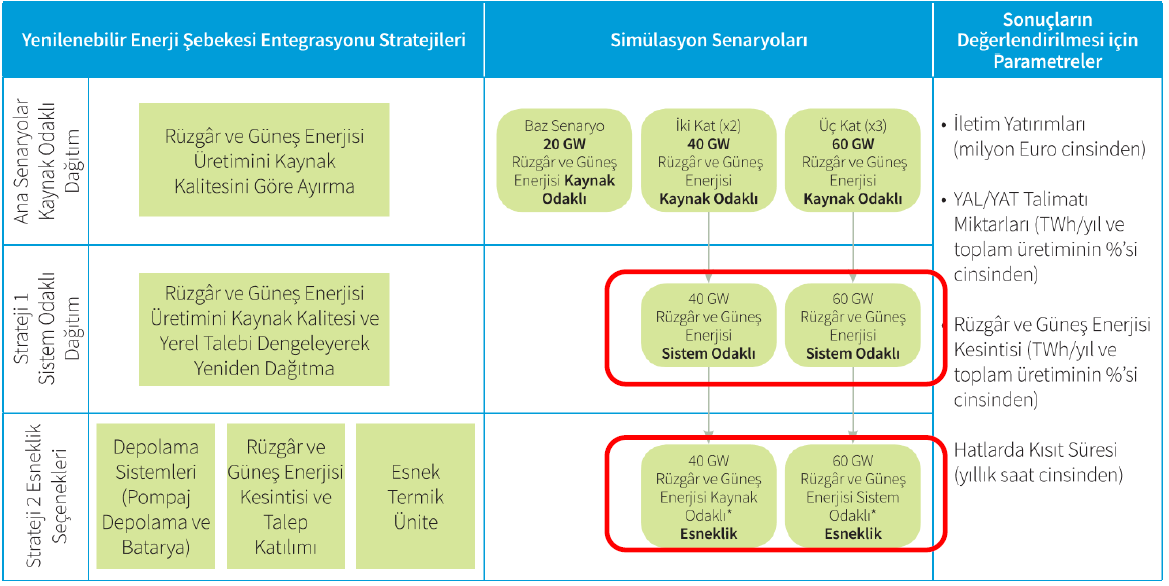 Yenilenebilir Enerji Şebekesi Entegrasyonu Stratejileri
Simülasyon Senaryoları
Sonuçların
Değerlendirilmesi için
Parametreler
Ana Senaryolar
Kaynak Odaklı
Dağıtım
Rüzgâr ve Güneş Enerjisi
Üretimini Kaynak
Kalitesini Göre Ayırma
Baz Senaryo
20 GW
Rüzgâr ve Güneş
Enerjisi Kaynak
Odaklı
İki Kat (x2)
40 GW
Rüzgâr ve Güneş
Enerjisi
Kaynak Odaklı
Üç Kat (x3)
60 GW
Rüzgâr ve Güneş
Enerjisi
Kaynak Odaklı
Strateji 1
Sistem Odaklı
Dağıtım
Rüzgâr ve Güneş Enerjisi
Üretimini Kaynak Kalitesi ve
Yerel Talebi Dengeleyerek
Yeniden Dağıtma
40 GW
Rüzgâr ve Güneş
Enerjisi
Sistem Odaklı
60 GW
Rüzgâr ve Güneş
Enerjisi
Sistem Odaklı
Strateji 2 Esneklik
Seçenekleri
Depolama
Sistemleri
(Pompaj
Depolama ve
Batarya)
Rüzgâr ve
Güneş Enerjisi
Kesintisi ve
Talep
Katılımı
Esnek
Termik
Ünite
40 GW
Rüzgâr ve Güneş
Enerjisi Kaynak
Odaklı*
Esneklik
60 GW
Rüzgâr ve Güneş
Enerjisi Sistem
Odaklı*
Esneklik
• İletim Yatırımları
(milyon Euro cinsinden)
• YAL/YAT Talimatı
Miktarları (TWh/yıl ve
toplam üretiminin %'si
cinsinden)
Rüzgâr ve Güneş Enerjisi
Kesintisi (TWh/yıl ve
toplam üretiminin %'si
cinsinden)
Hatlarda Kısıt Süresi
(yıllık saat cinsinden)